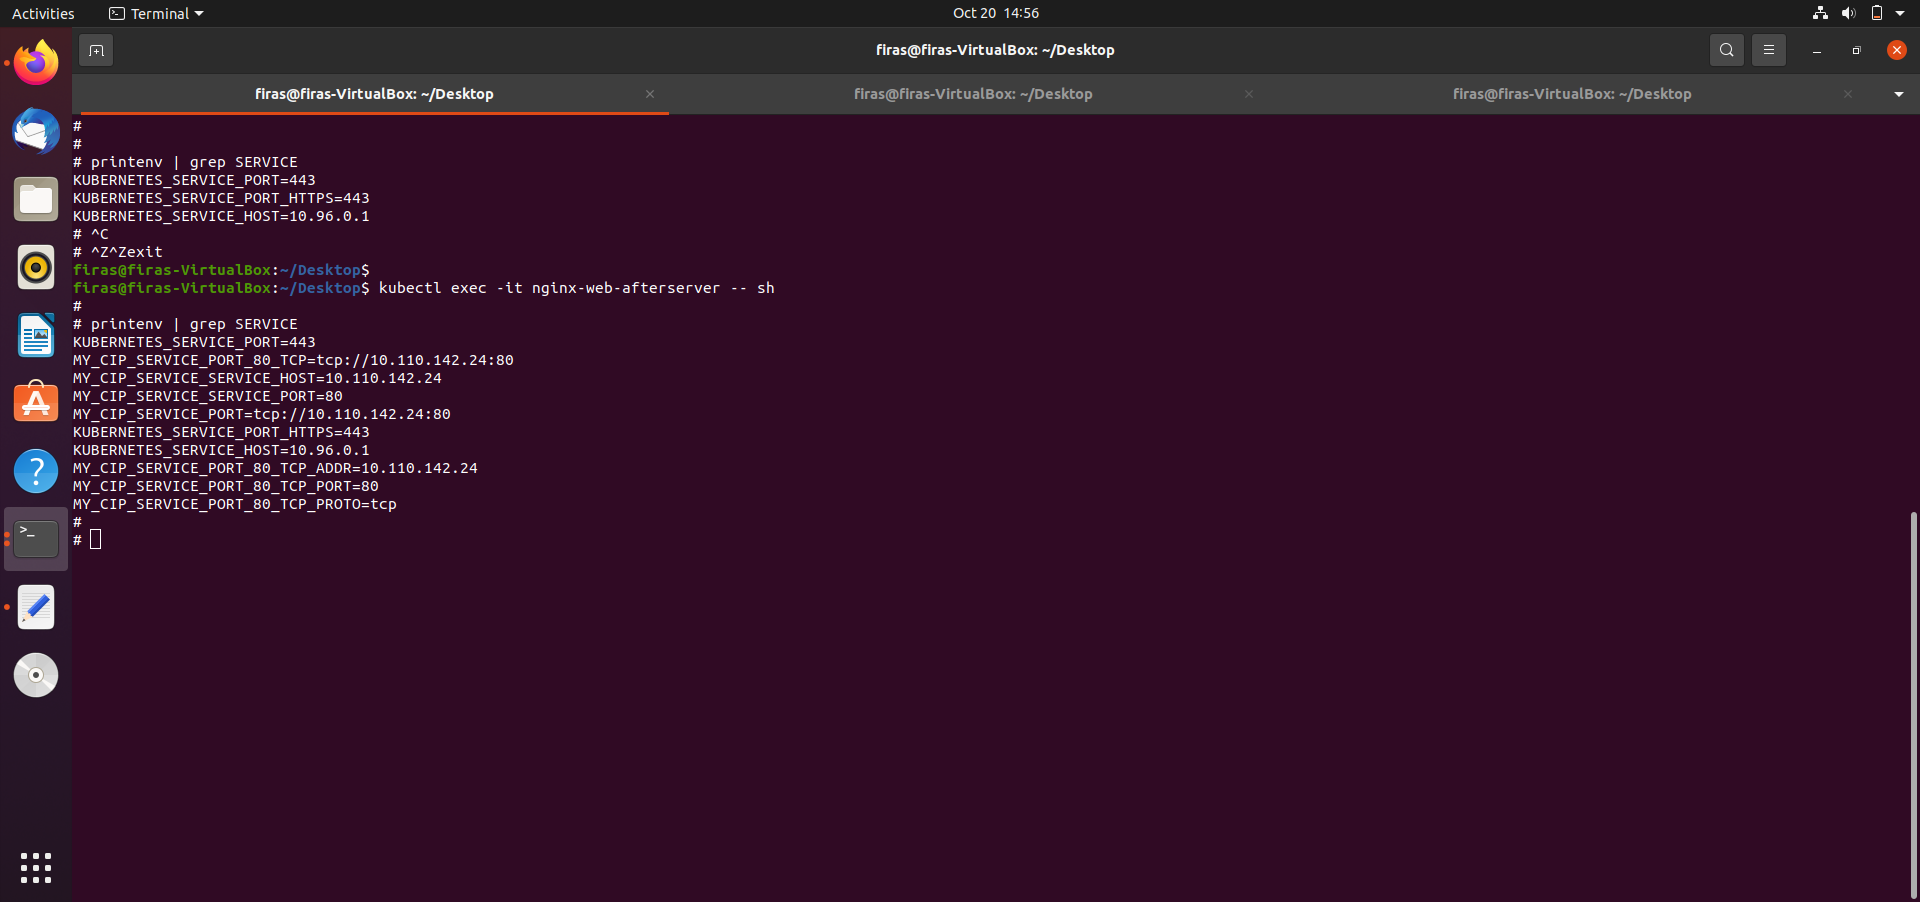 Activities
Terminal
Oct 20 14:56
firas@firas-VirtualBox: ~/Desktop
firas@firas-VirtualBox: ~/Desktop
firas@firas-VirtualBox: ~/Desktop
firas@firas-VirtualBox: ~/Desktop
#
#
# printenv | grep SERVICE
KUBERNETES_SERVICE_PORT=443
KUBERNETES_SERVICE_PORT_HTTPS=443
KUBERNETES_SERVICE_HOST=10.96.0.1
# ^C
# ^Z^Zexit
firas@firas-VirtualBox:~/Desktop$
firas@firas-VirtualBox:~/Desktop$ kubectl exec -it nginx-web-afterserver -- sh
#
# printenv | grep SERVICE
KUBERNETES_SERVICE_PORT=443
MY_CIP_SERVICE_PORT_80_TCP=tcp://10.110.142.24:80
MY_CIP_SERVICE_SERVICE_HOST=10.110.142.24
MY_CIP_SERVICE_SERVICE_PORT=80
MY_CIP_SERVICE_PORT=tcp://10.110.142.24:80
KUBERNETES_SERVICE_PORT_HTTPS=443
KUBERNETES_SERVICE_HOST=10.96.0.1
MY_CIP_SERVICE_PORT_80_TCP_ADDR=10.110.142.24
MY_CIP_SERVICE_PORT_80_TCP_PORT=80
MY_CIP_SERVICE_PORT_80_TCP_PROTO=tcp
#
#